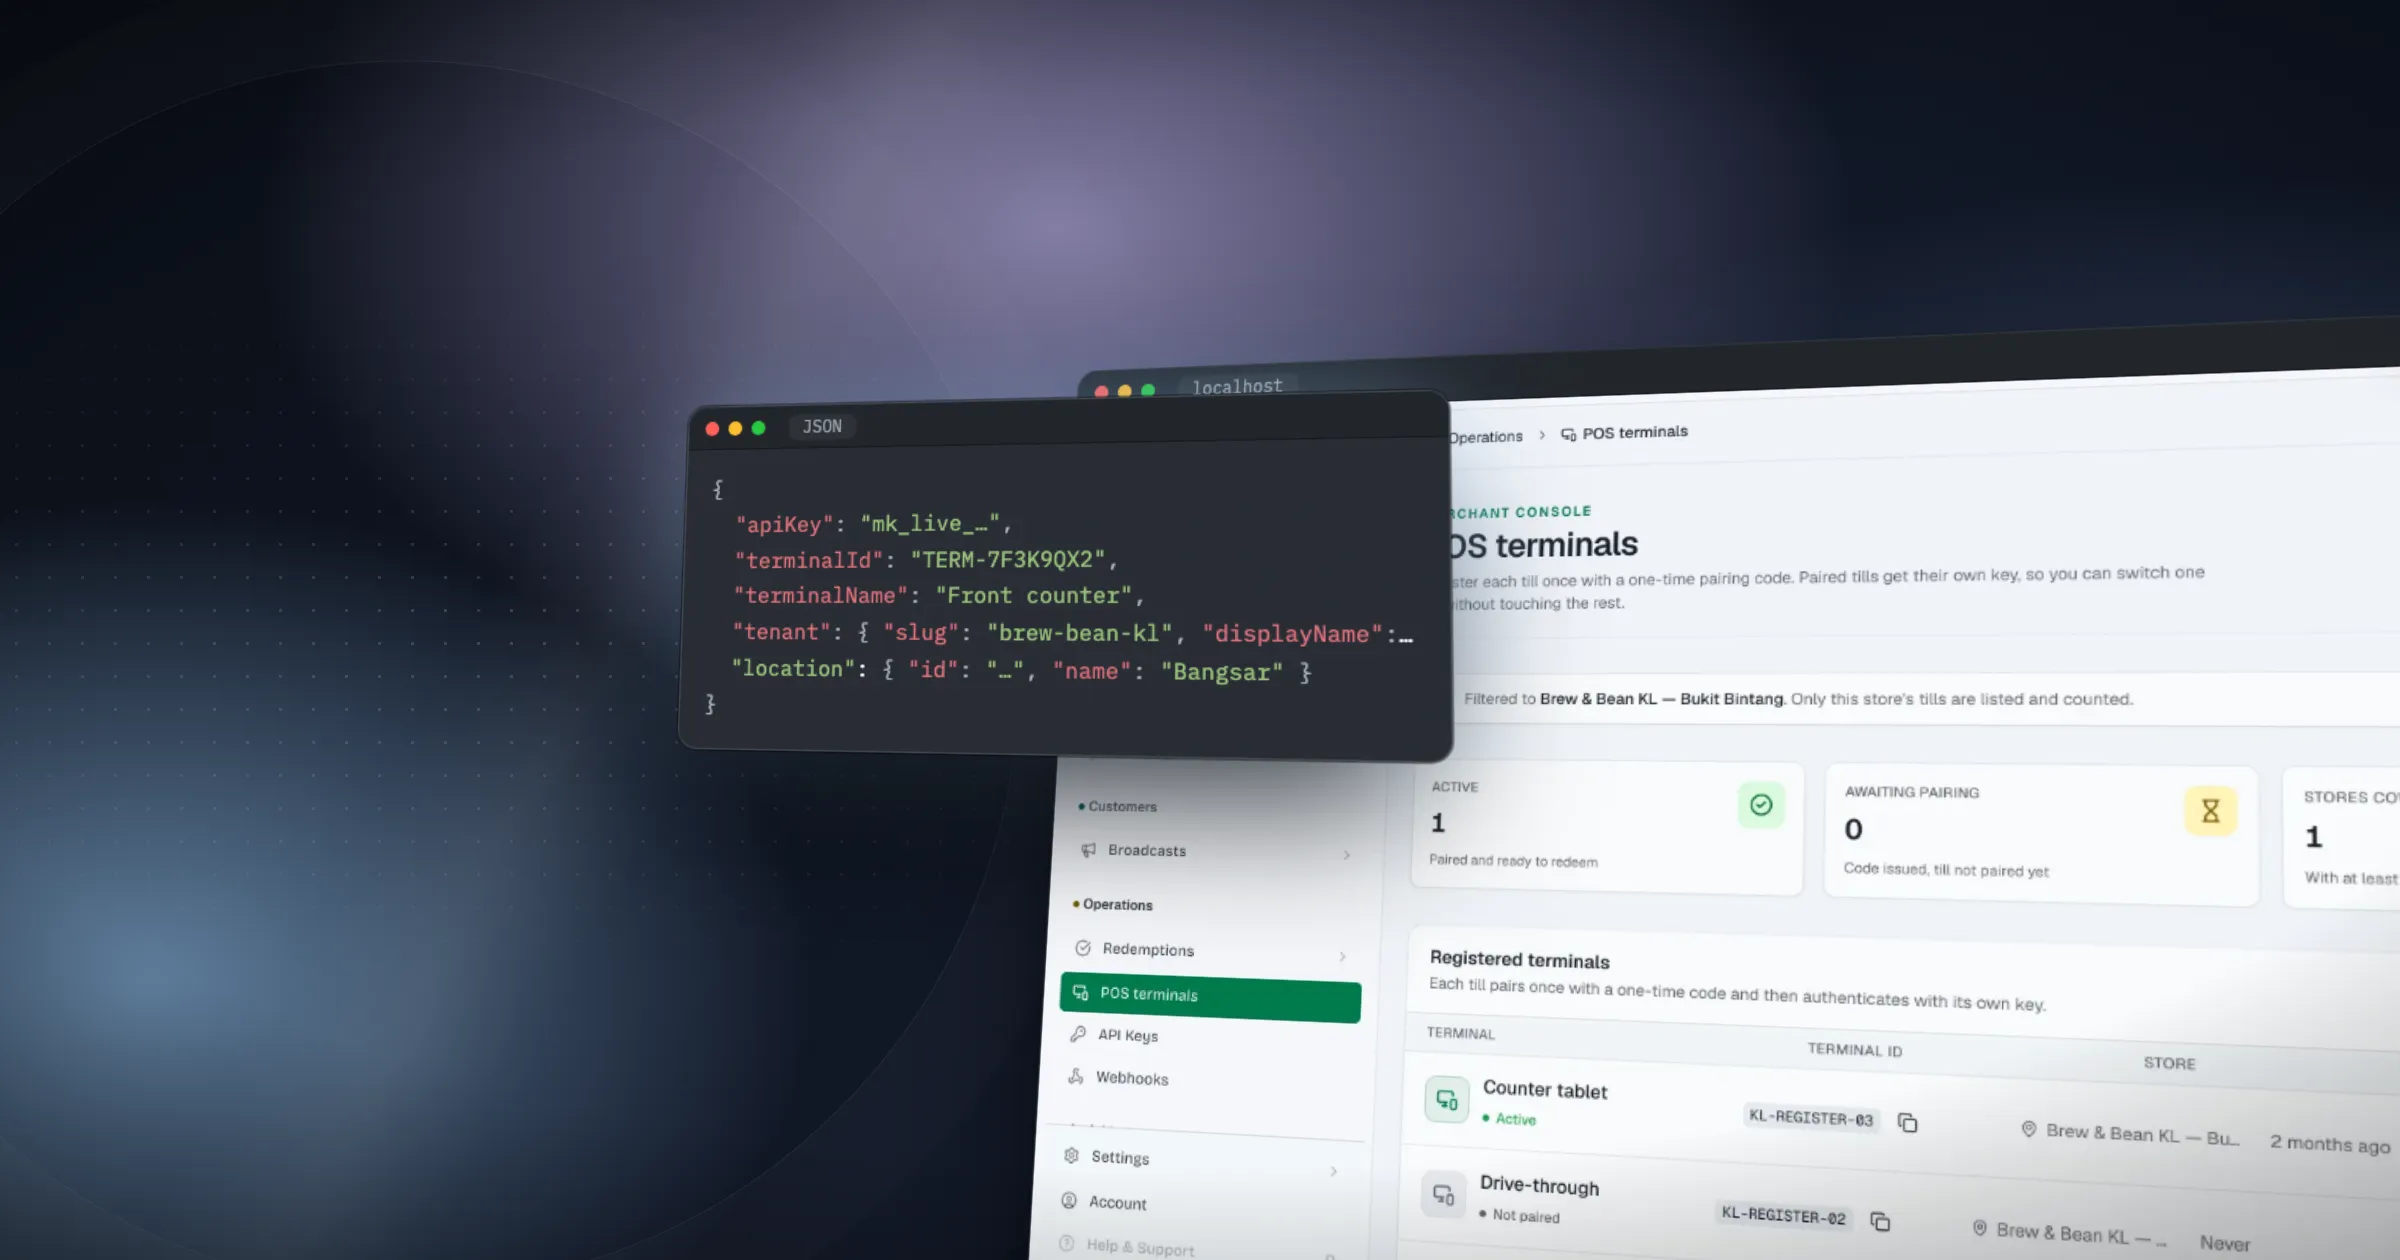 localhost
JSON
{
"apiKey": "mk_live_…",
"terminalId": "TERM-7F3K9QX2",
"terminalName": "Front counter",
"tenant": { "slug": "brew-bean-kl", "displayName":…
"location": { "id": "…", "name": "Bangsar" }
}
Operations > POS terminals
RCHANT CONSOLE
OS terminals
ster each till once with a one-time pairing code. Paired tills get their own key, so you can switch one
ithout touching the rest.
Filtered to Brew & Bean KL — Bukit Bintang. Only this store's tills are listed and counted.
ACTIVE
1
Paired and ready to redeem
AWAITING PAIRING
0
Code issued, till not paired yet
STORES CO
1
With at least
Customers
Broadcasts
Operations
Redemptions
POS terminals
API Keys
Webhooks
Settings
Account
Help & Support
Registered terminals
Each till pairs once with a one-time code and then authenticates with its own key.
TERMINAL TERMINAL ID STORE
Counter tablet
Active
KL-REGISTER-03
Brew & Bean KL — Bu…
2 months ago
Drive-through
Not paired
KL-REGISTER-02
Brew & Bean KL — …
Never